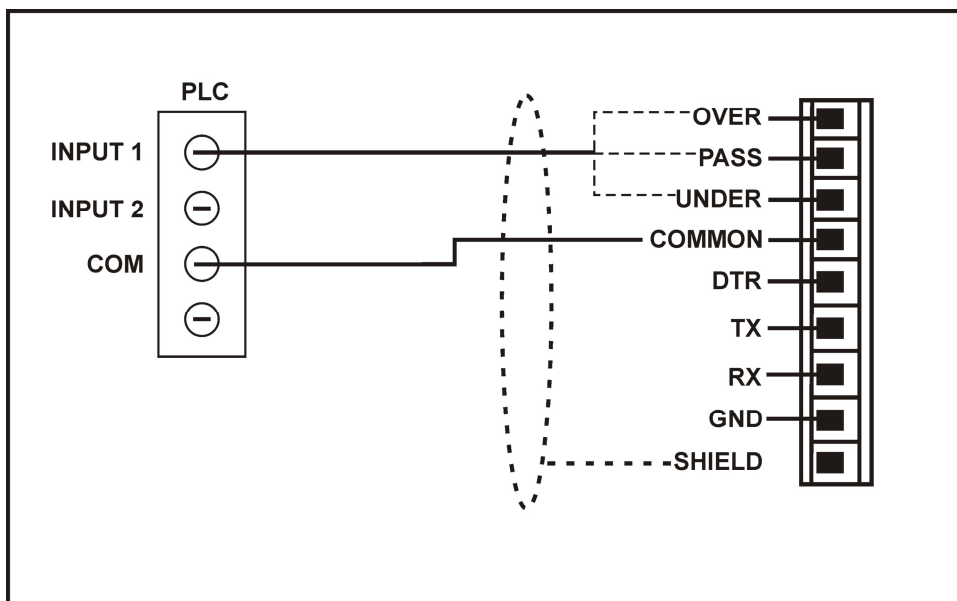 PLC
INPUT 1
INPUT 2
COM
OVER
PASS
UNDER
COMMON
DTR
TX
RX
GND
SHIELD